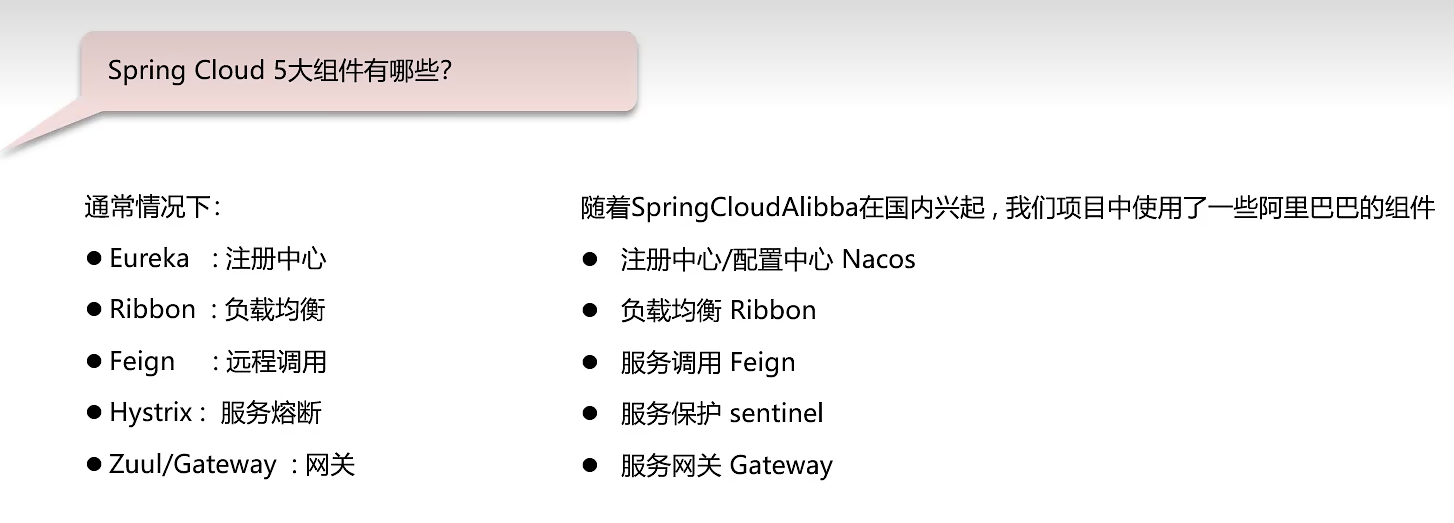 Spring Cloud 5大组件有哪些？
通常情况下：
● Eureka ：注册中心
● Ribbon ：负载均衡
● Feign ：远程调用
● Hystrix： 服务熔断
● Zuul/Gateway ：网关
随着SpringCloudAlibba在国内兴起 , 我们项目中使用了一些阿里巴巴的组件
● 注册中心/配置中心 Nacos
● 负载均衡 Ribbon
● 服务调用 Feign
● 服务保护 sentinel
● 服务网关 Gateway